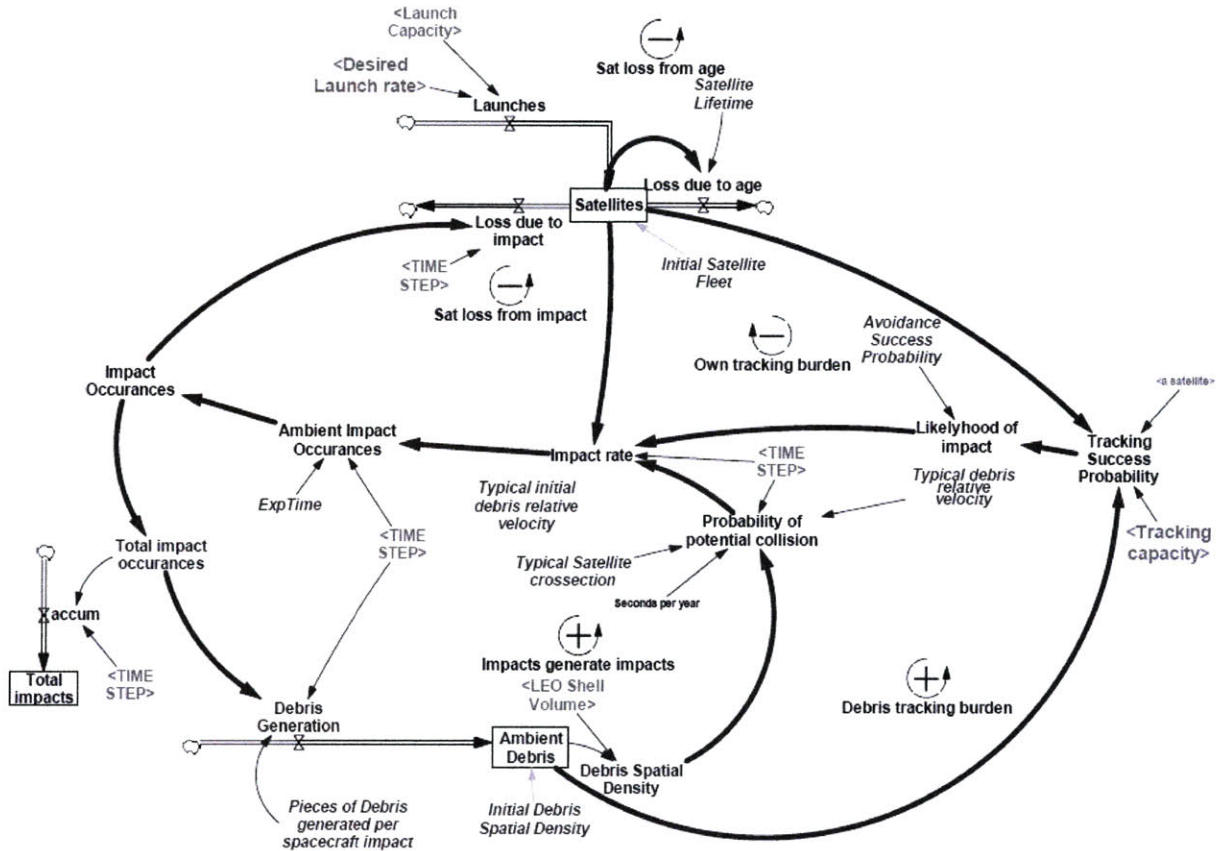 <Launch
Capacity>
<Desired
Launch rate>
Launches
Sat loss from age
Satellite
Lifetime
Loss due to age
Satellites
Loss due to
impact
<TIME
STEP>
Initial Satellite
Fleet
Sat loss from impact
Own tracking burden
Avoidance
Success
Probability
<a satellite>
Impact
Occurances
Ambient Impact
Occurances
Impact rate
Likelyhood of
impact
Tracking
Success
Probability
<TIME
STEP>
ExpTime
Typical initial
debris relative
velocity
Typical debris
relative
velocity
Probability of
potential collision
<Tracking
capacity>
<TIME
STEP>
Total impact
occurances
Typical Satellite
crossection
Seconds per year
accum
<TIME
STEP>
Total
impacts
Impacts generate impacts
<LEO Shell
Volume>
Debris tracking burden
Debris
Generation
Ambient
Debris
Debris Spatial
Density
Pieces of Debris
generated per
spacecraft impact
Initial Debris
Spatial Density